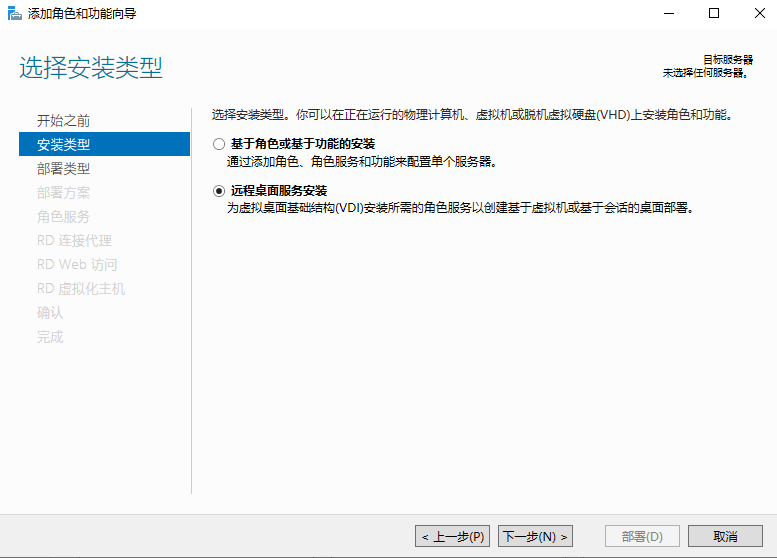 添加角色和功能向导
选择安装类型
目标服务器
未选择任何服务器。
开始之前
安装类型
部署类型
部署方案
角色服务
RD 连接代理
RD Web 访问
RD 虚拟化主机
确认
完成
选择安装类型。你可以在正在运行的物理计算机、虚拟机或脱机虚拟硬盘(VHD)上安装角色和功能。
基于角色或基于功能的安装
通过添加角色、角色服务和功能来配置单个服务器。
远程桌面服务安装
为虚拟桌面基础结构(VDI)安装所需的角色服务以创建基于虚拟机或基于会话的桌面部署。
< 上一步(P) 下一步(N) > 部署(D) 取消